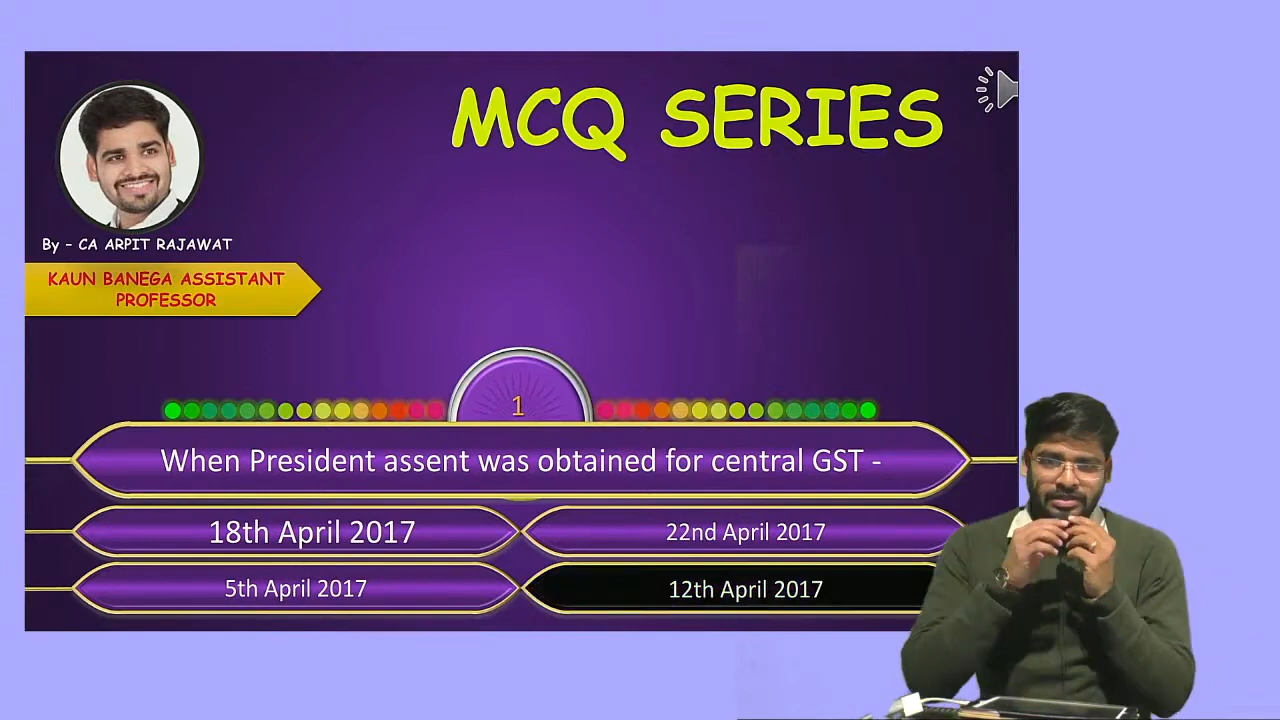 MCQ SERIES
By - CA ARPIT RAJAWAT
KAUN BANEGA ASSISTANT
PROFESSOR
1
When President assent was obtained for central GST -
18th April 2017
22nd April 2017
5th April 2017
12th April 2017